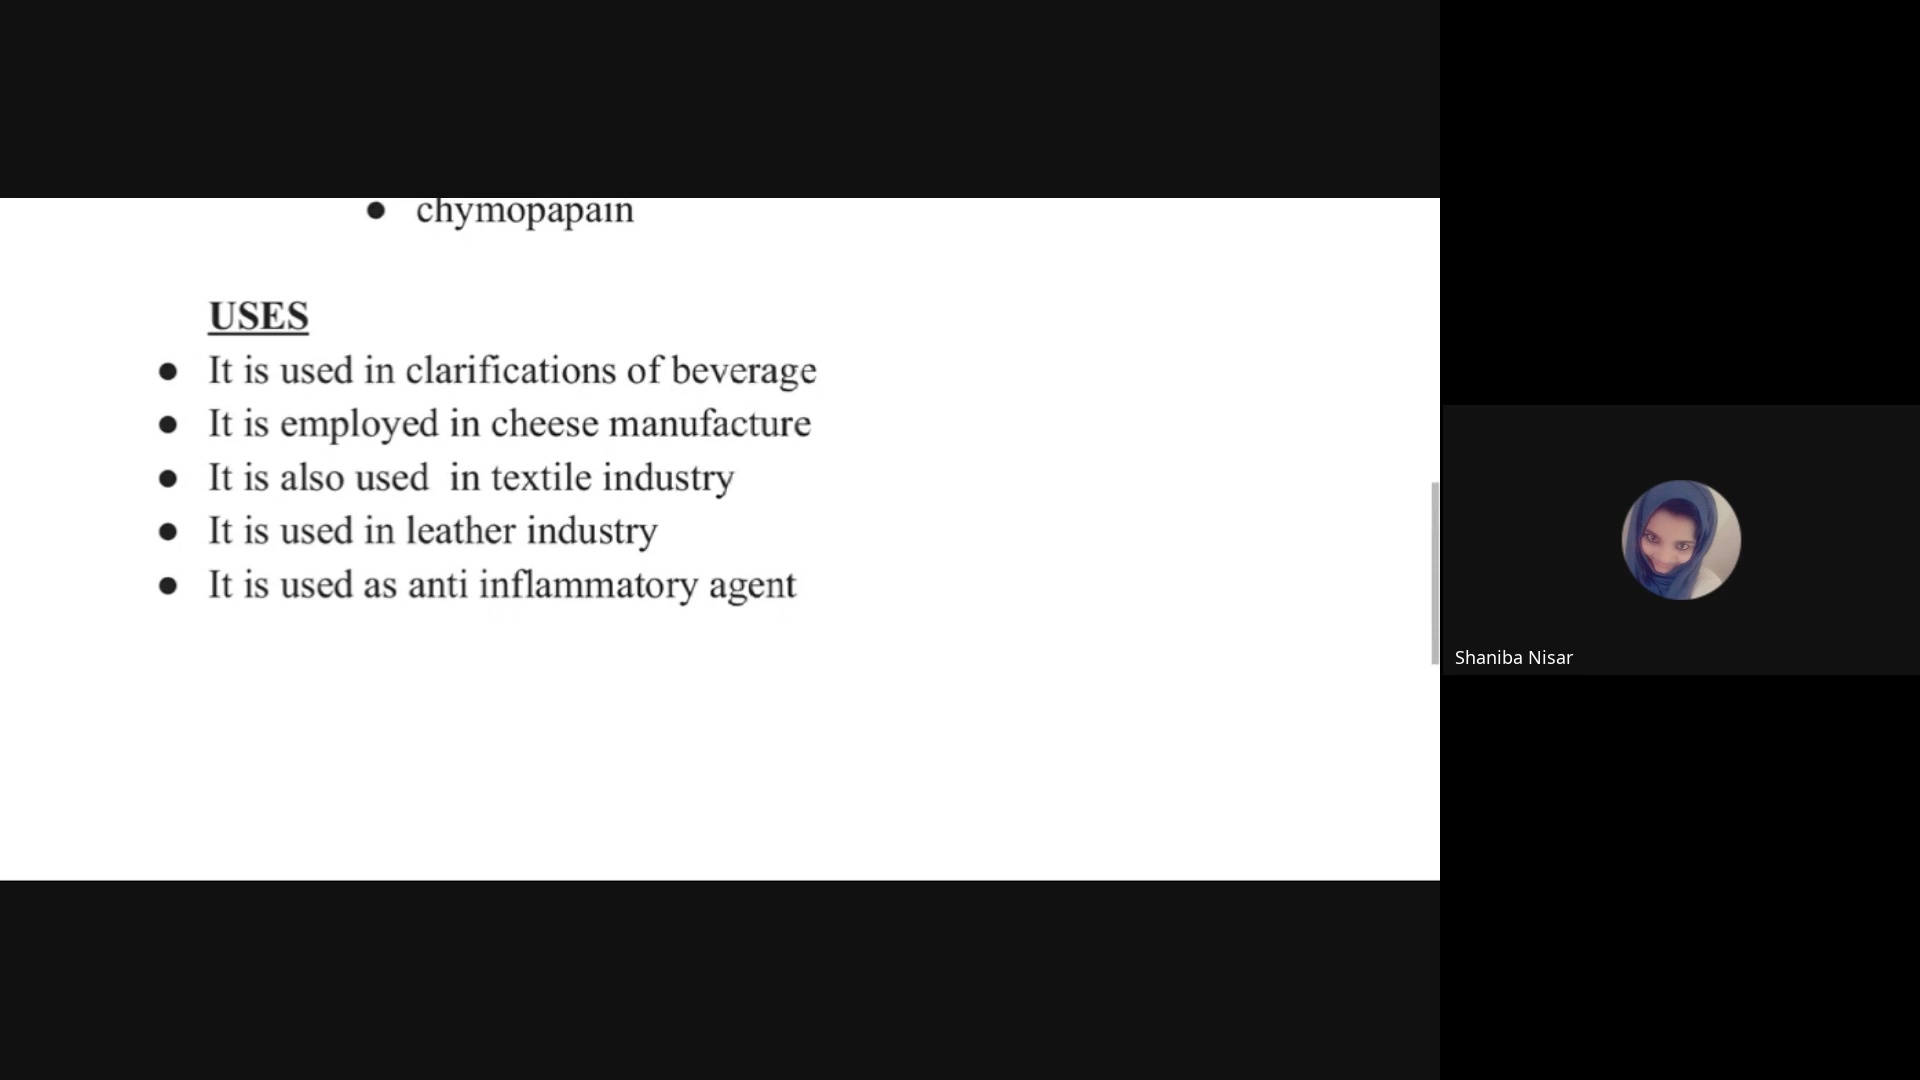 ● chymopapain
USES
● It is used in clarifications of beverage
● It is employed in cheese manufacture
● It is also used  in textile industry
● It is used in leather industry
● It is used as anti inflammatory agent
Shaniba Nisar